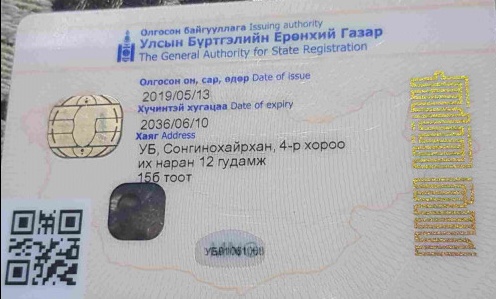 Олгосон байгууллага Issuing authority
Улсын Бүртгэлийн Ерөнхий Газар
The General Authority for State Registration
Олгосон он, сар, өдөр Date of issue
2019/05/13
Хүчинтэй хугацаа Date of expiry
2036/06/10
Хаяг Address
УБ, Сонгинохайрхан, 4-р хороо
их наран 12 гудамж
15б тоот